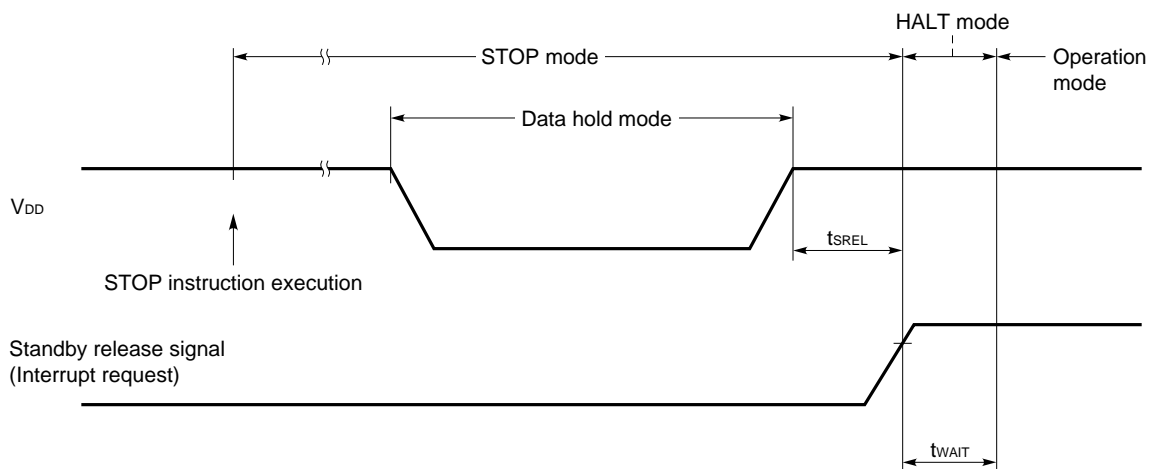 HALT mode
STOP mode
Operation
mode
Data hold mode
VDD
tSREL
STOP instruction execution
Standby release signal
(Interrupt request)
tWAIT